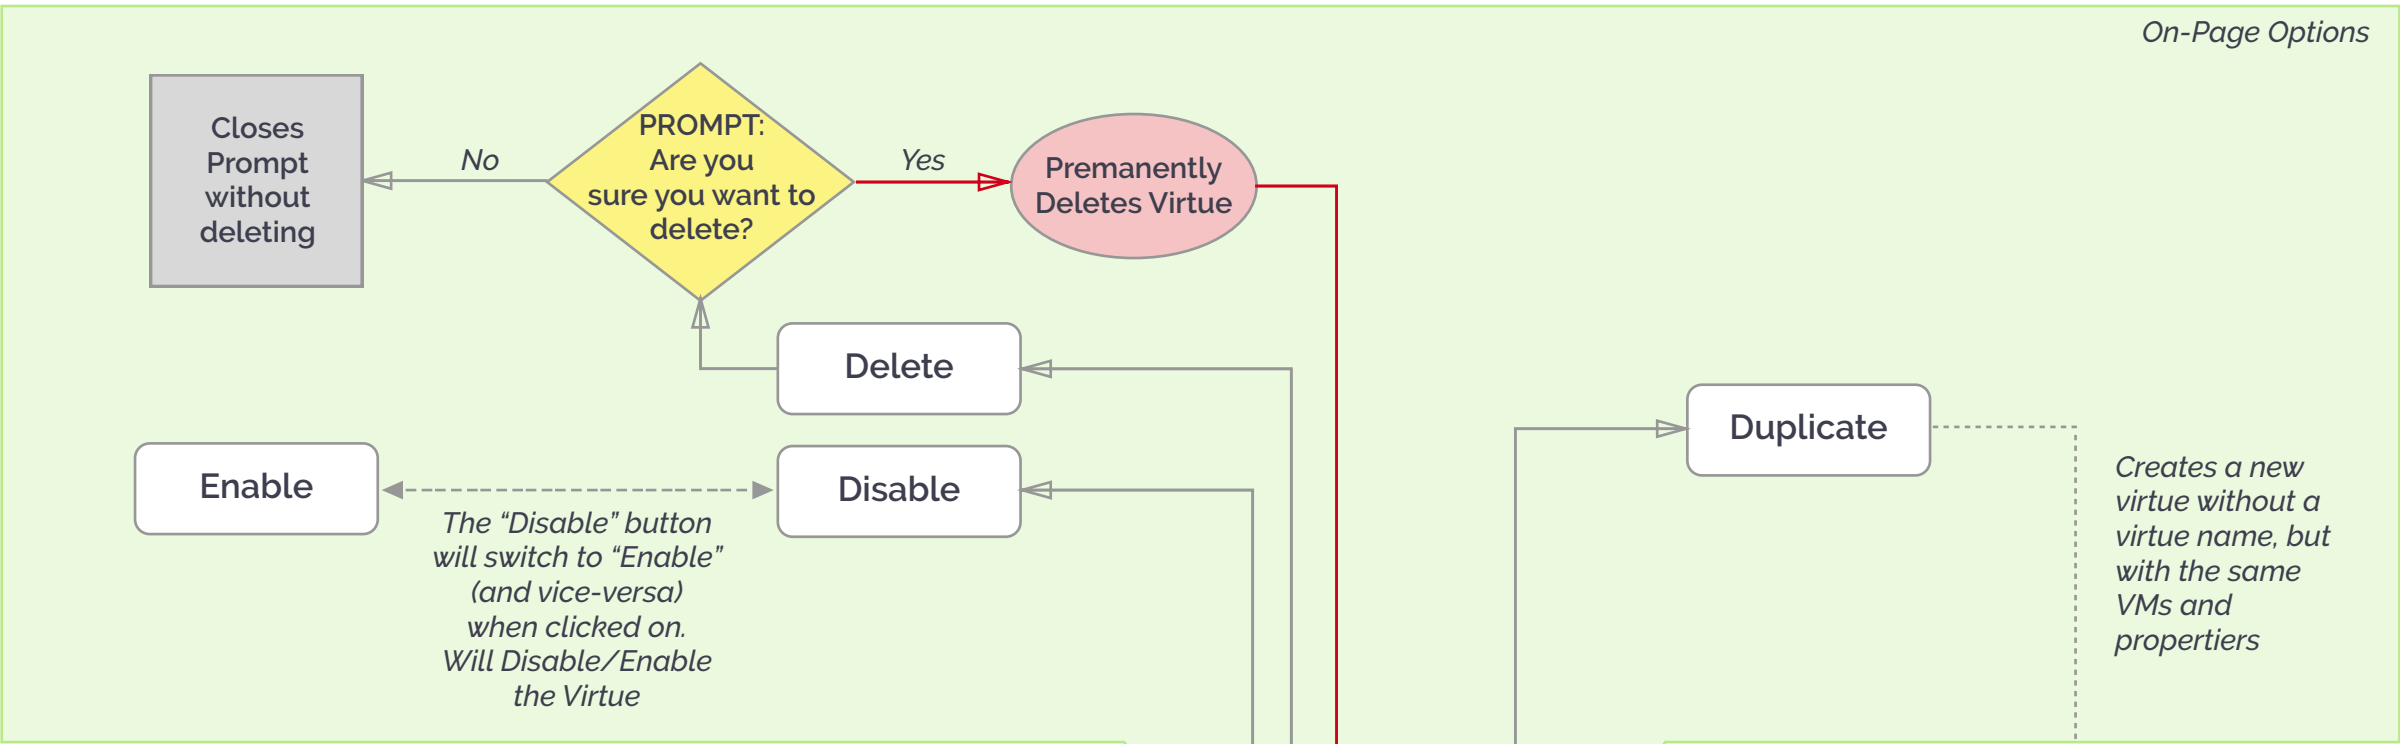 On-Page Options
Closes
Prompt
without
deleting
No
PROMPT:
Are you
sure you want to
delete?
Yes
Premanently
Deletes Virtue
Delete
Enable
Disable
The “Disable” button
will switch to “Enable”
(and vice-versa)
when clicked on.
Will Disable/Enable
the Virtue
Duplicate
Creates a new
virtue without a
virtue name, but
with the same
VMs and
propertiers